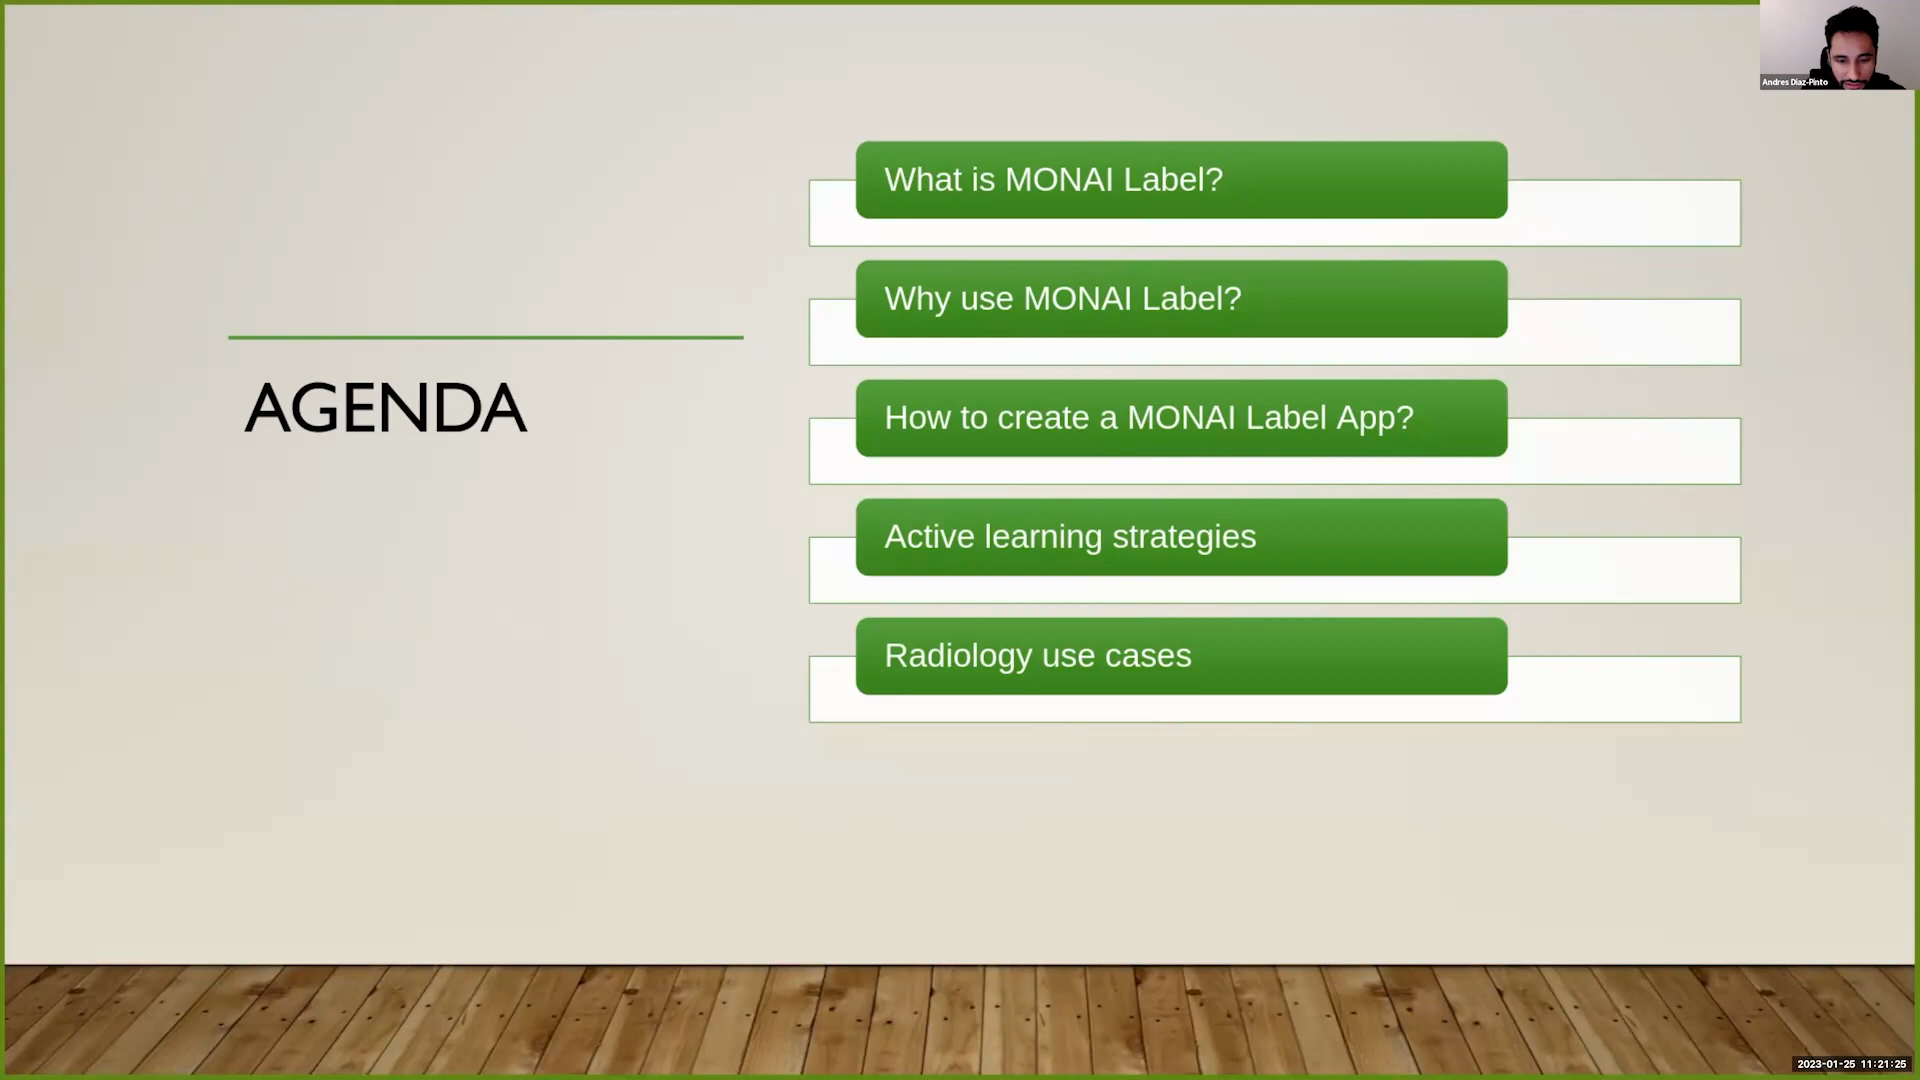 Andres Diaz-Pinto
AGENDA
What is MONAI Label?
Why use MONAI Label?
How to create a MONAI Label App?
Active learning strategies
Radiology use cases
2023-01-25 11:21:25